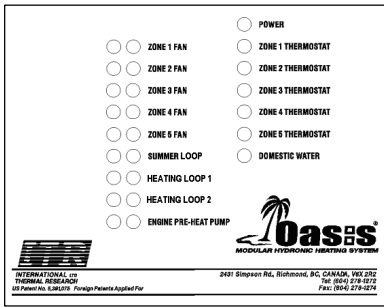 POWER
ZONE 1 FAN
ZONE 1 THERMOSTAT
ZONE 2 FAN
ZONE 2 THERMOSTAT
ZONE 3 FAN
ZONE 3 THERMOSTAT
ZONE 4 FAN
ZONE 4 THERMOSTAT
ZONE 5 FAN
ZONE 5 THERMOSTAT
SUMMER LOOP
DOMESTIC WATER
HEATING LOOP 1
HEATING LOOP 2
ENGINE PRE-HEAT PUMP
Oasis
MODULAR HYDRONIC HEATING SYSTEM
ITR
INTERNATIONAL LTD
THERMAL RESEARCH
US Patent No. 5,391,075 Foreign Patents Applied For
2431 Simpson Rd., Richmond, BC, CANADA, V6X 2R2
Tel: (604) 278-1272
Fax: (604) 278-1274